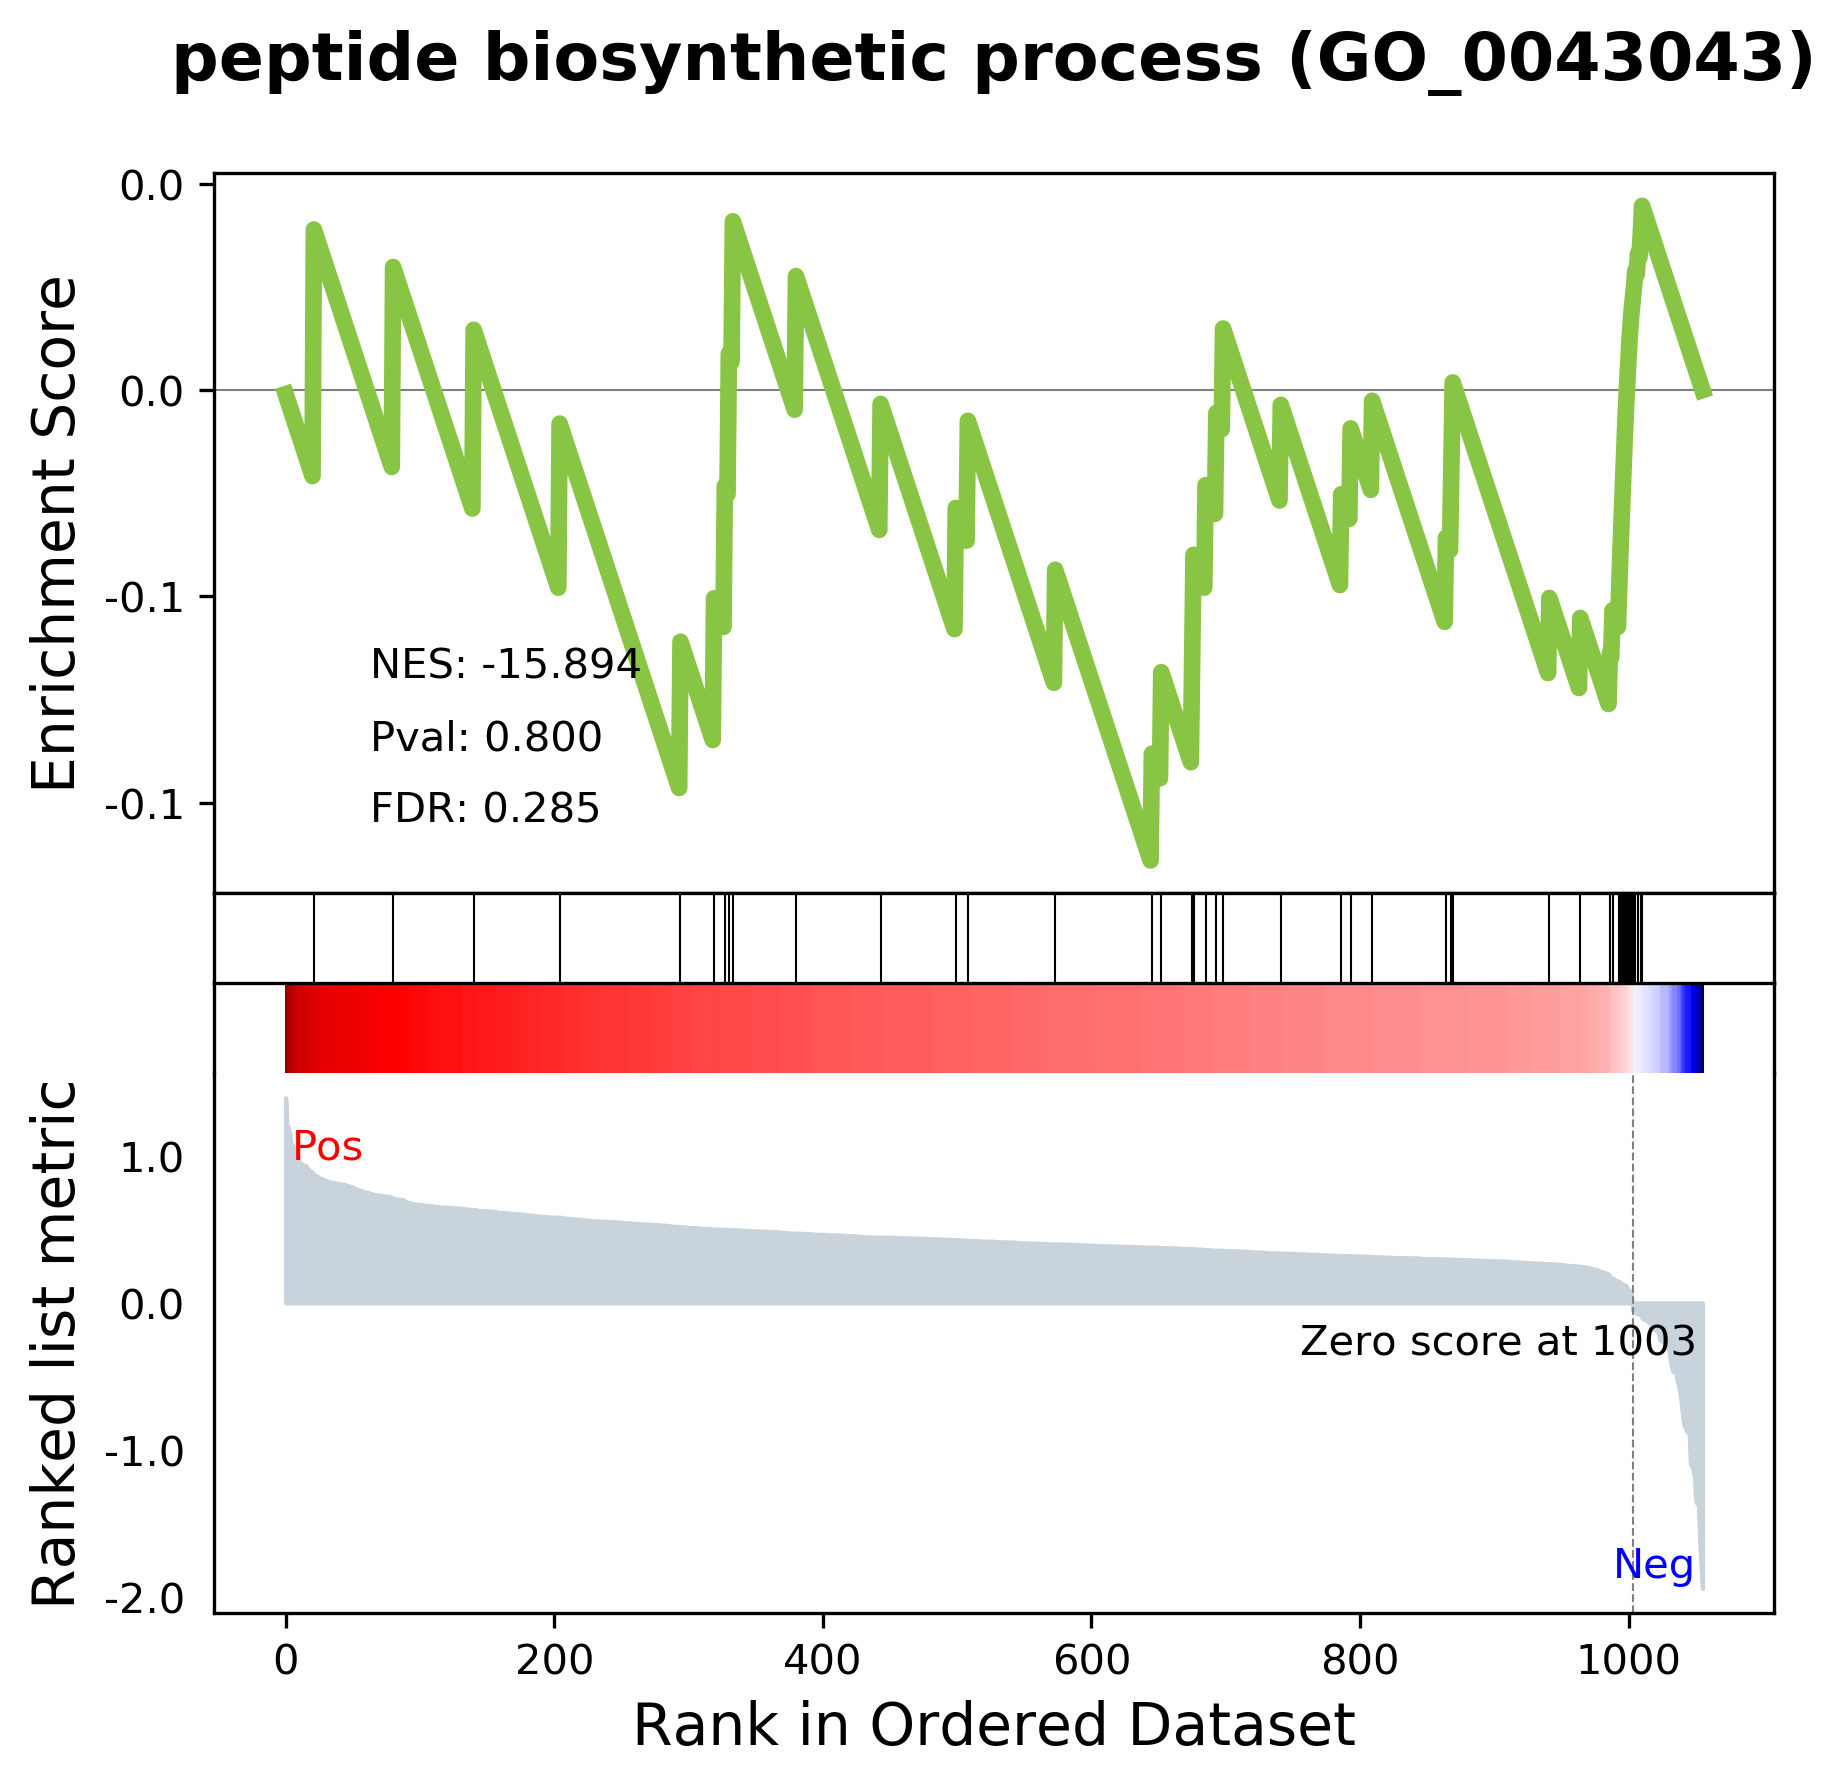 peptide biosynthetic process (GO_0043043)
Enrichment Score
0.0
0.0
-0.1
-0.1
NES: -15.894
Pval: 0.800
FDR: 0.285
Ranked list metric
1.0
0.0
-1.0
-2.0
Pos
Zero score at 1003
Neg
0 200 400 600 800 1000
Rank in Ordered Dataset